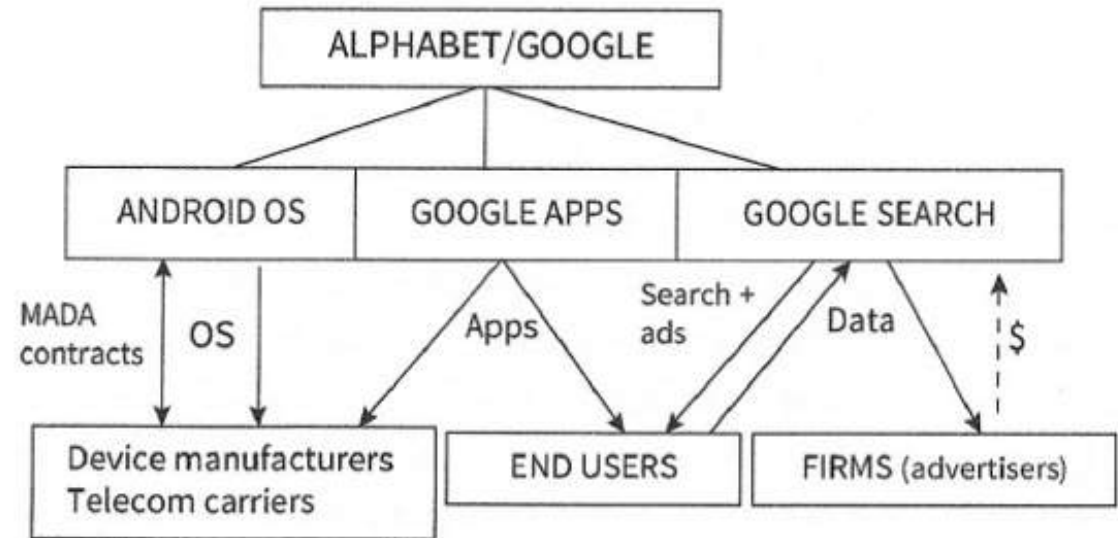 ALPHABET/GOOGLE
ANDROID OS
GOOGLE APPS
GOOGLE SEARCH
MADA
contracts
OS
Apps
Search +
ads
Data
$
Device manufacturers
Telecom carriers
END USERS
FIRMS (advertisers)